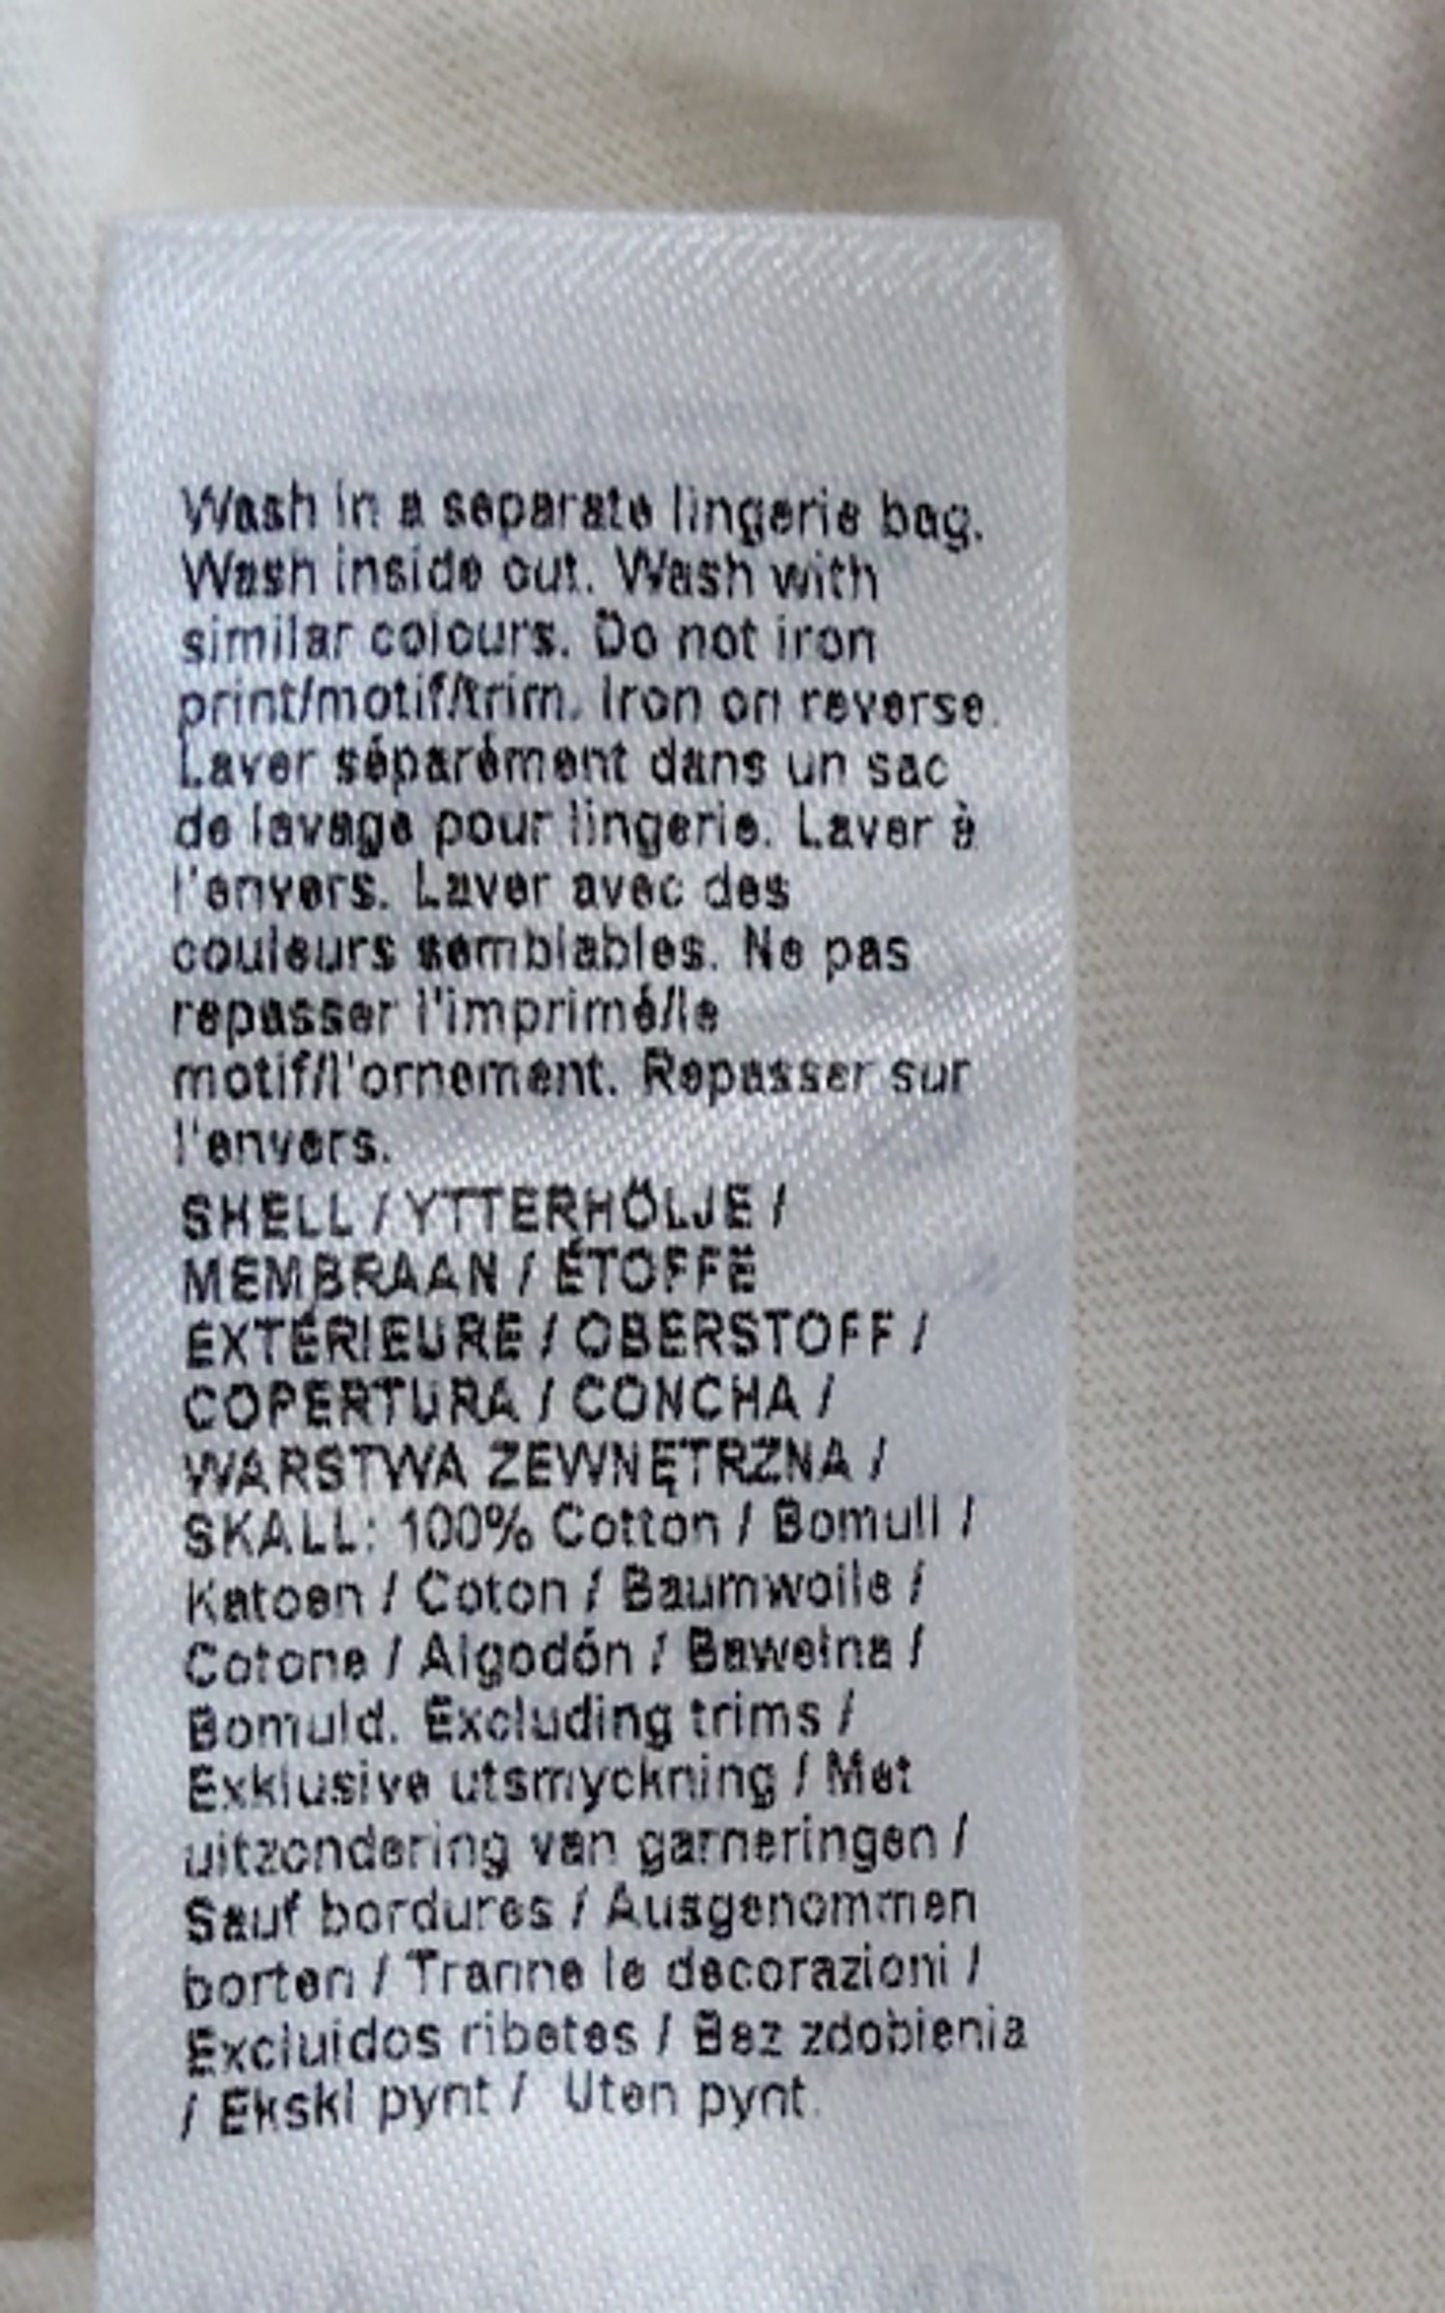 Wash in a separate lingerie bag.
Wash inside out. Wash with
similar colours. Do not iron
print/motif/trim. Iron on reverse.
Laver séparément dans un sac
de lavage pour lingerie. Laver à
l'envers. Laver avec des
couleurs semblables. Ne pas
repasser l'imprimé/le
motif/l'ornement. Repasser sur
l'envers.
SHELL / YTTERHÖLJE /
MEMBRAAN / ÉTOFFE
EXTÉRIEURE / OBERSTOFF /
COPERTURA / CONCHA /
WARSTWA ZEWNĘTRZNA /
SKALL: 100% Cotton / Bomull /
Katoen / Coton / Baumwolle /
Cotone / Algodón / Bawełna /
Bomuld. Excluding trims /
Exklusive utsmyckning / Met
uitzondering van garneringen /
Sauf bordures / Ausgenommen
borten / Tranne le decorazioni /
Excluidos ribetes / Bez zdobienia
/ Ekskl pynt / Uten pynt.